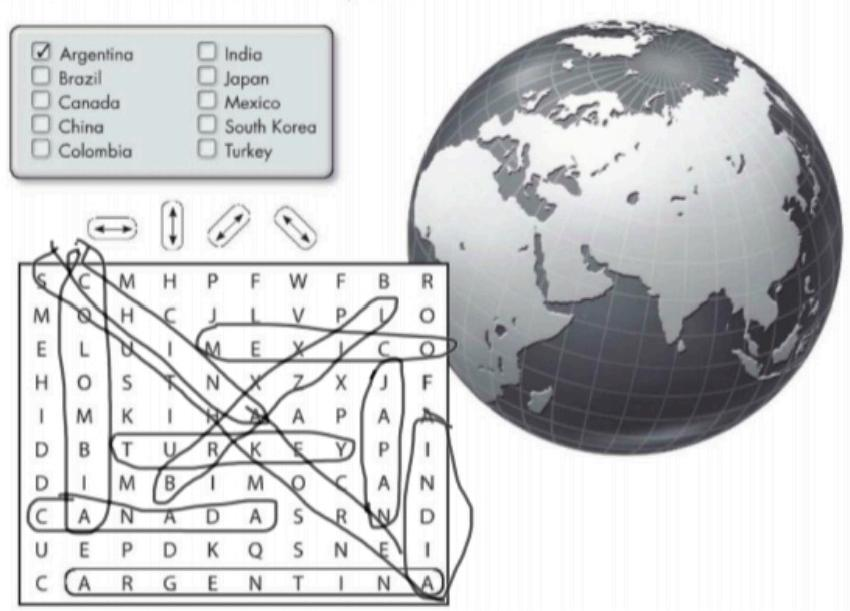 Argentina
Brazil
Canada
China
Colombia
India
Japan
Mexico
South Korea
Turkey
S C M H P F W F B R
M O H C J L V P L O
E L U I M E X I C O
H O S T N X Z X J F
I M K I H A A P A A
D B T U R K E Y P I
D I M B I M O C A N
C A N A D A S R N D
U E P D K Q S N E I
C A R G E N T I N A